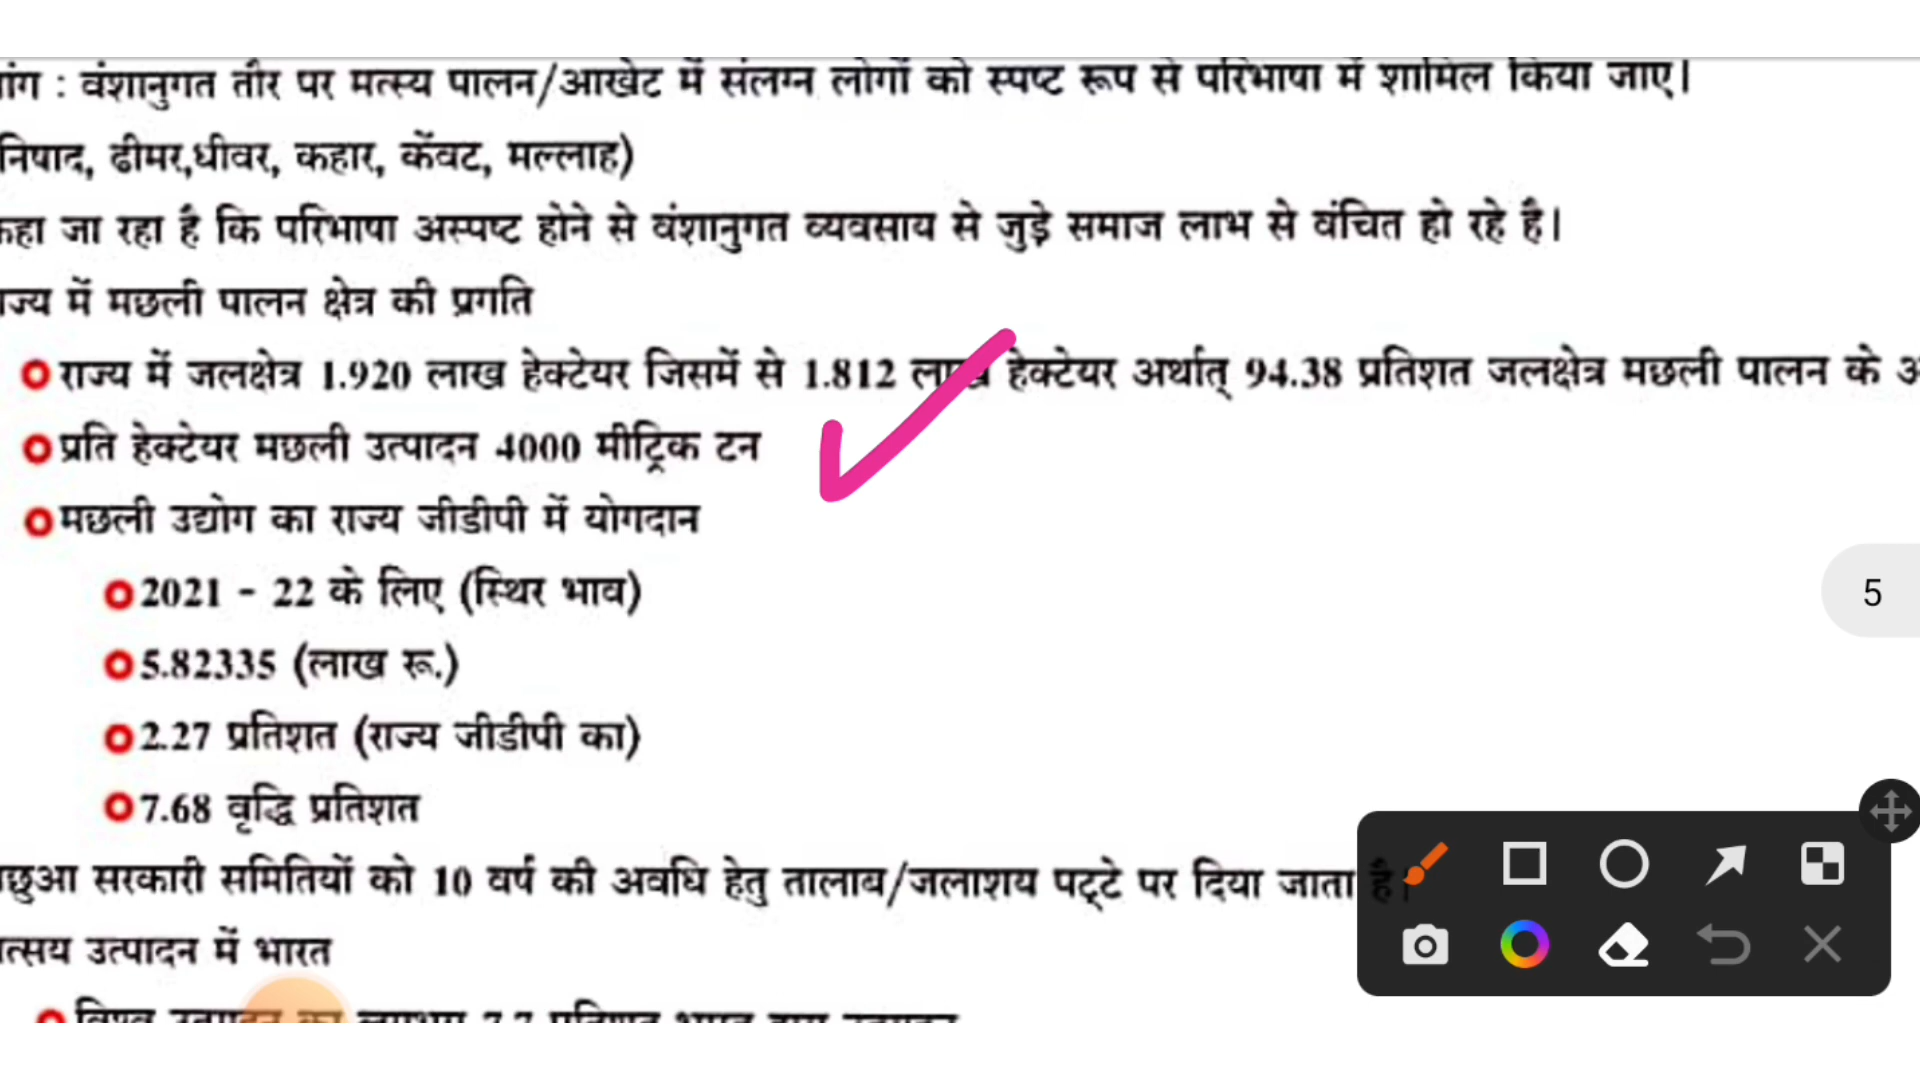 : वंशानुगत तौर पर मत्स्य पालन/आखेट में संलग्न लोगों को स्पष्ट रूप से परिभाषा में शामिल किया जाए।
निषाद, ढीमर,धीवर, कहार, केंवट, मल्लाह)
जा रहा है कि परिभाषा अस्पष्ट होने से वंशानुगत व्यवसाय से जुड़े समाज लाभ से वंचित हो रहे है।
में मछली पालन क्षेत्र की प्रगति
राज्य में जलक्षेत्र 1.920 लाख हेक्टेयर जिसमें से 1.812 लाख हेक्टेयर अर्थात् 94.38 प्रतिशत जलक्षेत्र मछली पालन के
प्रति हेक्टेयर मछली उत्पादन 4000 मीट्रिक टन
मछली उद्योग का राज्य जीडीपी में योगदान
5
2021 - 22 के लिए (स्थिर भाव)
5.82335 (लाख रू.)
2.27 प्रतिशत (राज्य जीडीपी का)
7.68 वृद्धि प्रतिशत
सरकारी समितियों को 10 वर्ष की अवधि हेतु तालाब/जलाशय पट्टे पर दिया जाता है।
उत्पादन में भारत